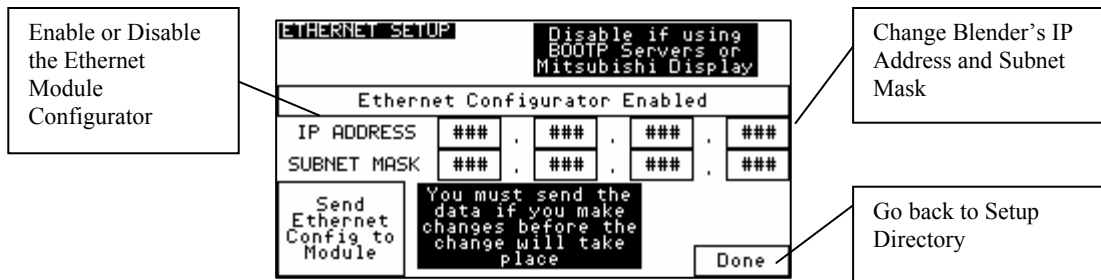 Enable or Disable
the Ethernet
Module
Configurator
ETHERNET SETUP
Disable if using
BOOTP Servers or
Mitsubishi Display
Ethernet Configurator Enabled
IP ADDRESS ### . ### . ### . ###
SUBNET MASK ### . ### . ### . ###
Send
Ethernet
Config to
Module
You must send the
data if you make
changes before the
change will take
place
Done
Change Blender's IP
Address and Subnet
Mask
Go back to Setup
Directory